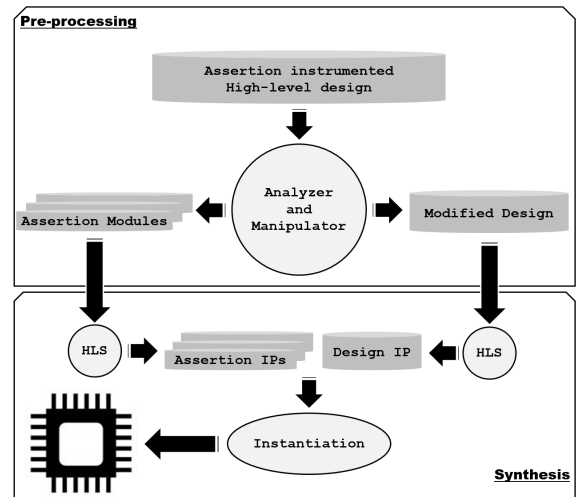 Pre-processing
Assertion instrumented
High-level design
Analyzer
and
Manipulator
Assertion Modules
Modified Design
HLS
Assertion IPs
Design IP
HLS
Instantiation
Synthesis